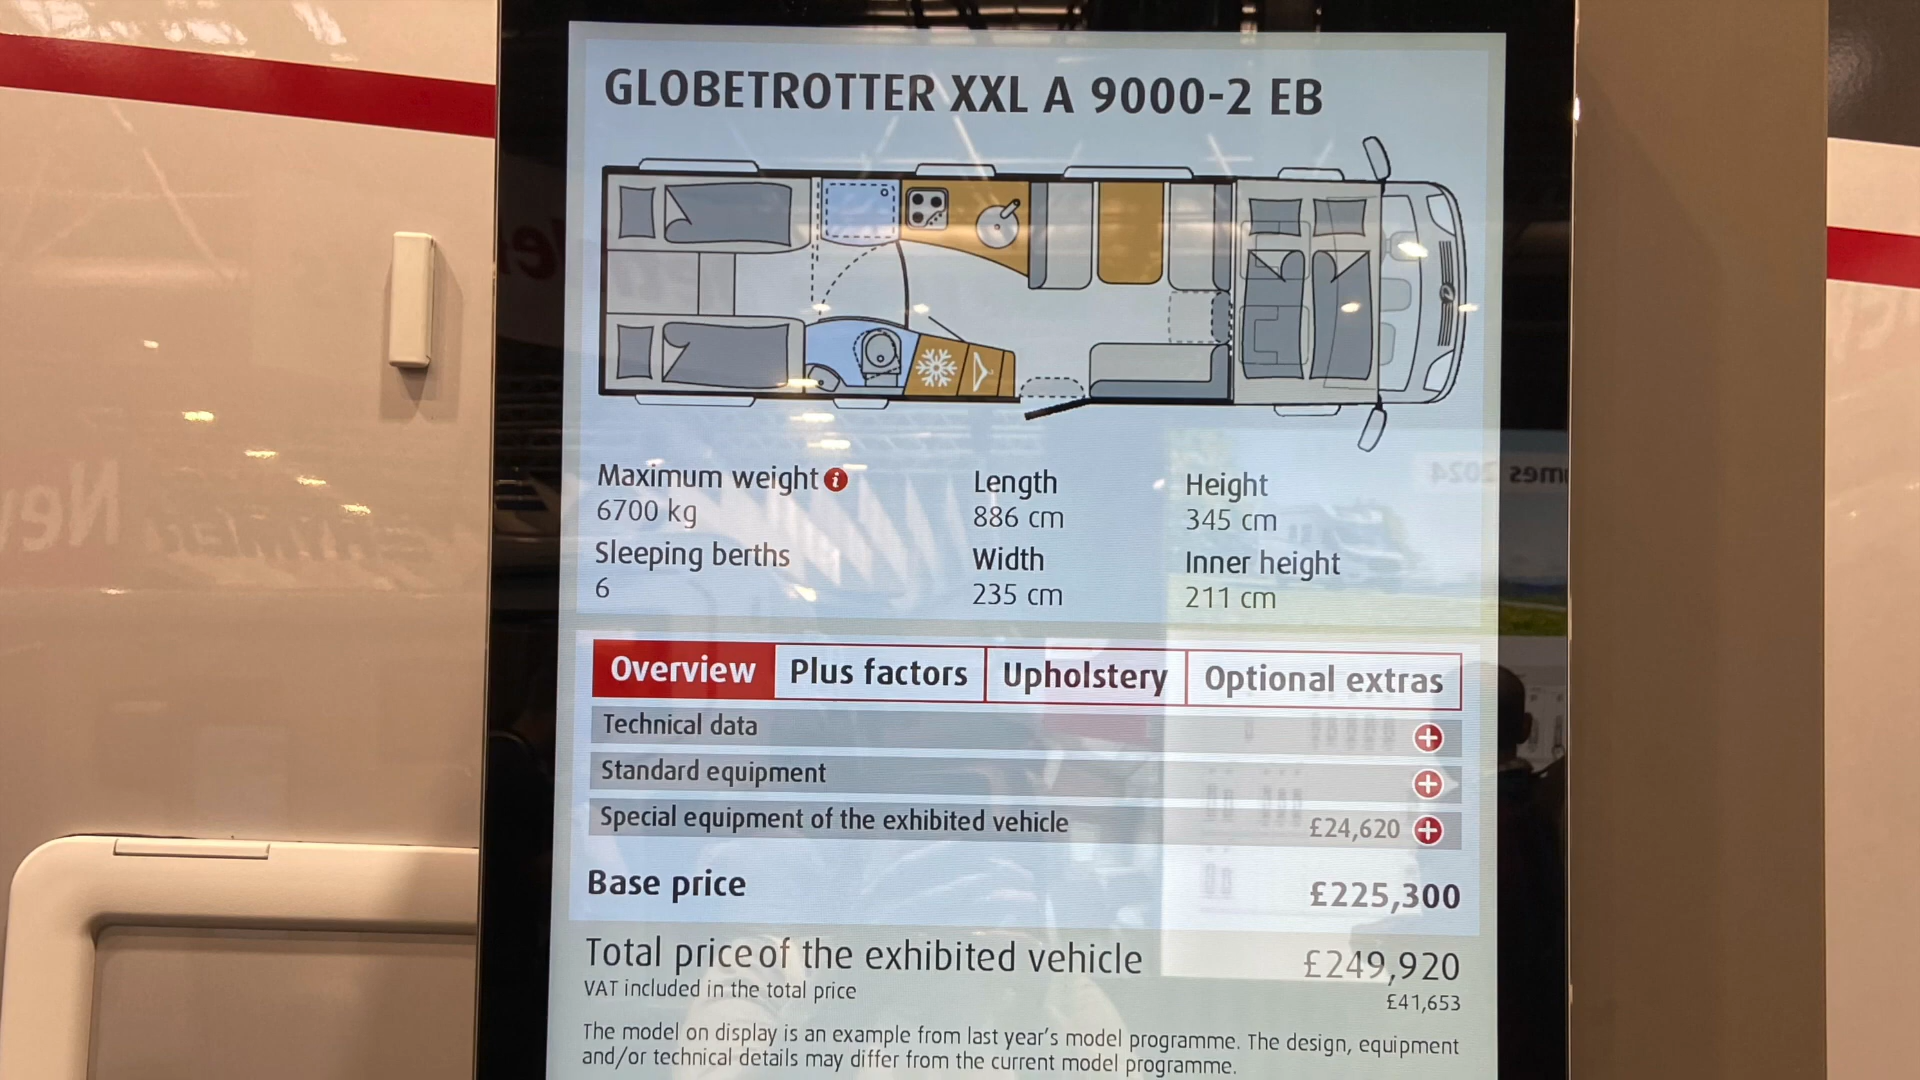 GLOBETROTTER XXL A 9000-2 EB
Maximum weight i
6700 kg
Length
886 cm
Height
345 cm
Sleeping berths
6
Width
235 cm
Inner height
211 cm
Overview Plus factors Upholstery Optional extras
Technical data +
Standard equipment +
Special equipment of the exhibited vehicle £24,620 +
Base price £225,300
Total price of the exhibited vehicle £249,920
VAT included in the total price £41,653
The model on display is an example from last year's model programme. The design, equipment
and/or technical details may differ from the current model programme.